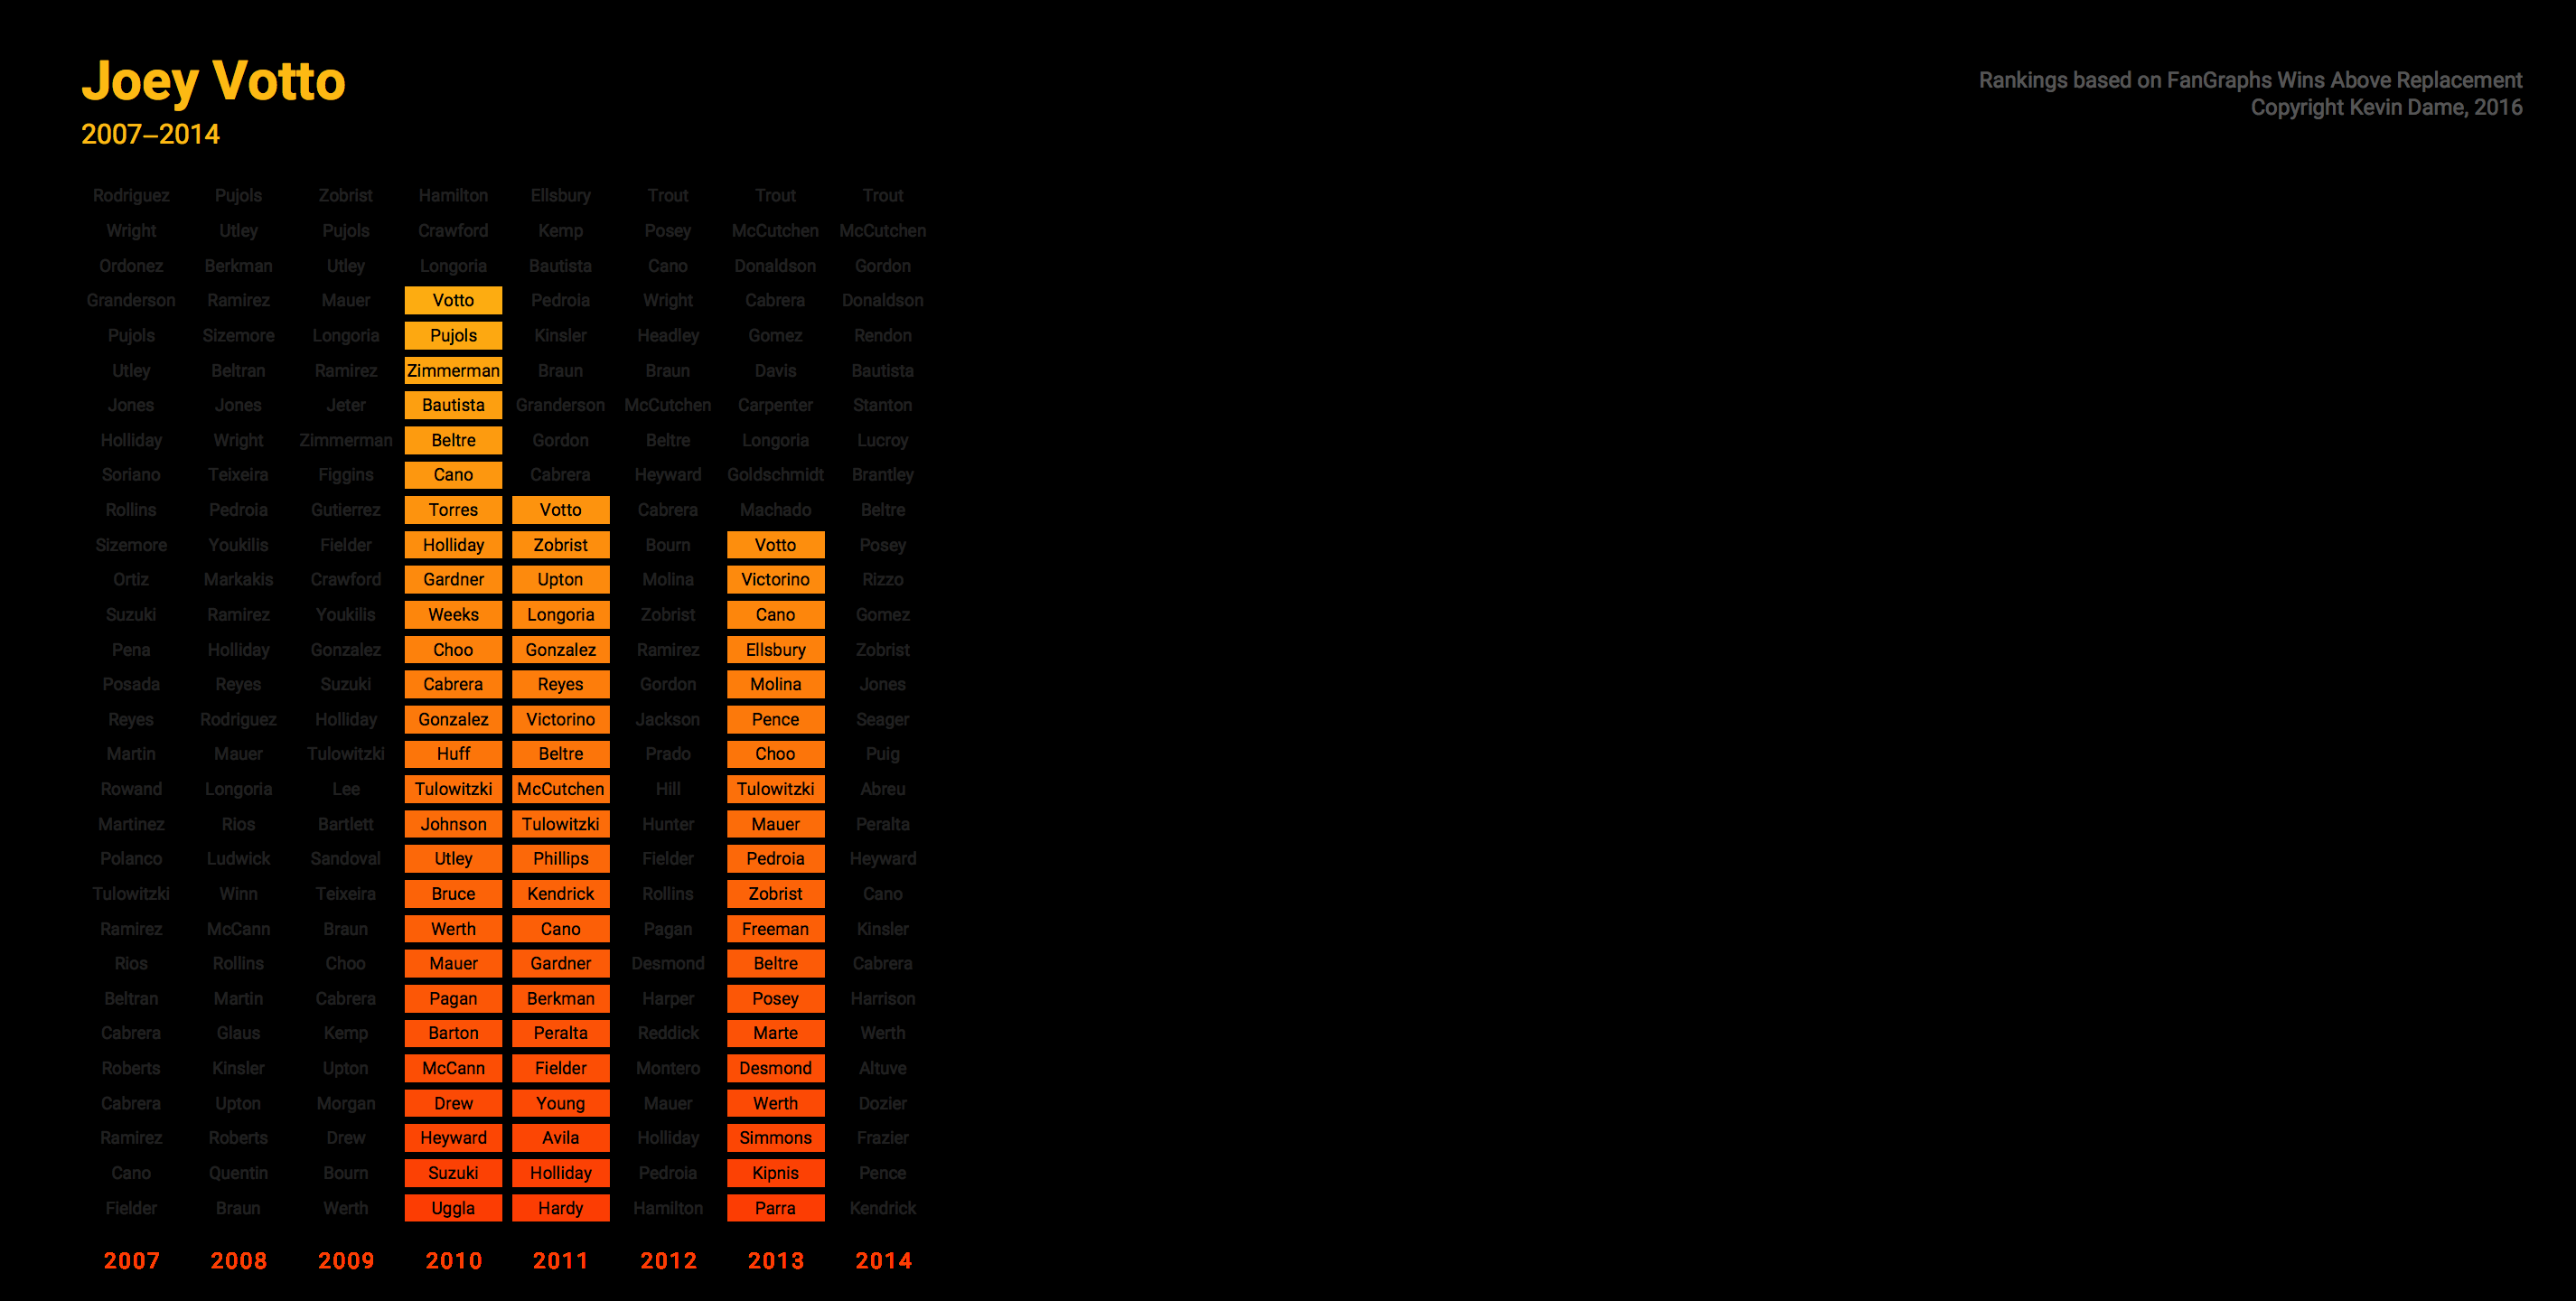 Joey Votto
2007–2014
Rankings based on FanGraphs Wins Above Replacement
Copyright Kevin Dame, 2016
Rodriguez Pujols Zobrist Hamilton Ellsbury Trout Trout Trout
Wright Utley Pujols Crawford Kemp Posey McCutchen McCutchen
Ordonez Berkman Utley Longoria Bautista Cano Donaldson Gordon
Granderson Ramirez Mauer Votto Pedroia Wright Cabrera Donaldson
Pujols Sizemore Longoria Pujols Kinsler Headley Gomez Rendon
Utley Beltran Ramirez Zimmerman Braun Braun Davis Bautista
Jones Jones Jeter Bautista Granderson McCutchen Carpenter Stanton
Holliday Wright Zimmerman Beltre Gordon Beltre Longoria Lucroy
Soriano Teixeira Figgins Cano Cabrera Heyward Goldschmidt Brantley
Rollins Pedroia Gutierrez Torres Votto Cabrera Machado Beltre
Sizemore Youkilis Fielder Holliday Zobrist Bourn Votto Posey
Ortiz Markakis Crawford Gardner Upton Molina Victorino Rizzo
Suzuki Ramirez Youkilis Weeks Longoria Zobrist Cano Gomez
Pena Holliday Gonzalez Choo Gonzalez Ramirez Ellsbury Zobrist
Posada Reyes Suzuki Cabrera Reyes Gordon Molina Jones
Reyes Rodriguez Holliday Gonzalez Victorino Jackson Pence Seager
Martin Mauer Tulowitzki Huff Beltre Prado Choo Puig
Rowand Longoria Lee Tulowitzki McCutchen Hill Tulowitzki Abreu
Martinez Rios Bartlett Johnson Tulowitzki Hunter Mauer Peralta
Polanco Ludwick Sandoval Utley Phillips Fielder Pedroia Heyward
Tulowitzki Winn Teixeira Bruce Kendrick Rollins Zobrist Cano
Ramirez McCann Braun Werth Cano Pagan Freeman Kinsler
Rios Rollins Choo Mauer Gardner Desmond Beltre Cabrera
Beltran Martin Cabrera Pagan Berkman Harper Posey Harrison
Cabrera Glaus Kemp Barton Peralta Reddick Marte Werth
Roberts Kinsler Upton McCann Fielder Montero Desmond Altuve
Cabrera Upton Morgan Drew Young Mauer Werth Dozier
Ramirez Roberts Drew Heyward Avila Holliday Simmons Frazier
Cano Quentin Bourn Suzuki Holliday Pedroia Kipnis Pence
Fielder Braun Werth Uggla Hardy Hamilton Parra Kendrick
2007 2008 2009 2010 2011 2012 2013 2014